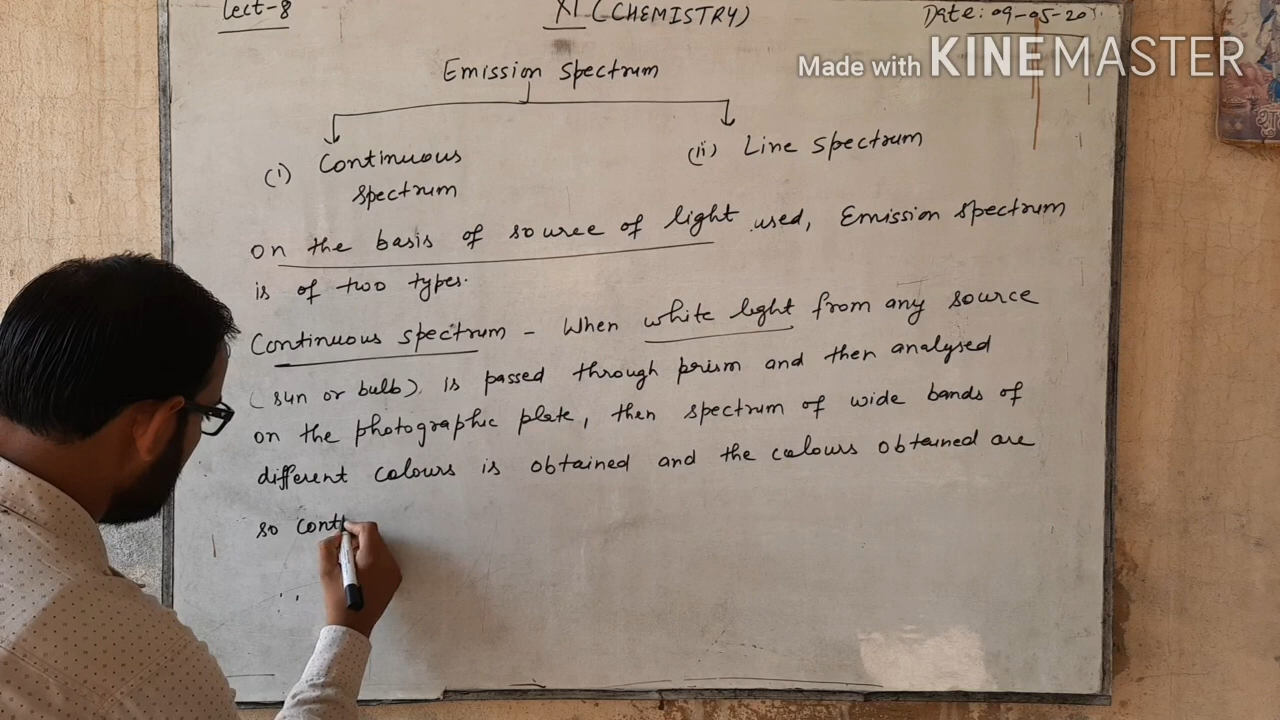 Lect-8
XI (CHEMISTRY)
Date: 09-05-20
Made with KINEMASTER
Emission Spectrum
(i) Continuous
spectrum
(ii) Line Spectrum
on the basis of source of light used, Emission spectrum
is of two types.
Continuous spectrum - When white light from any source
(sun or bulb) is passed through prism and then analysed
on the photographic plate, then spectrum of wide bands of
different colours is obtained and the colours obtained are
so cont